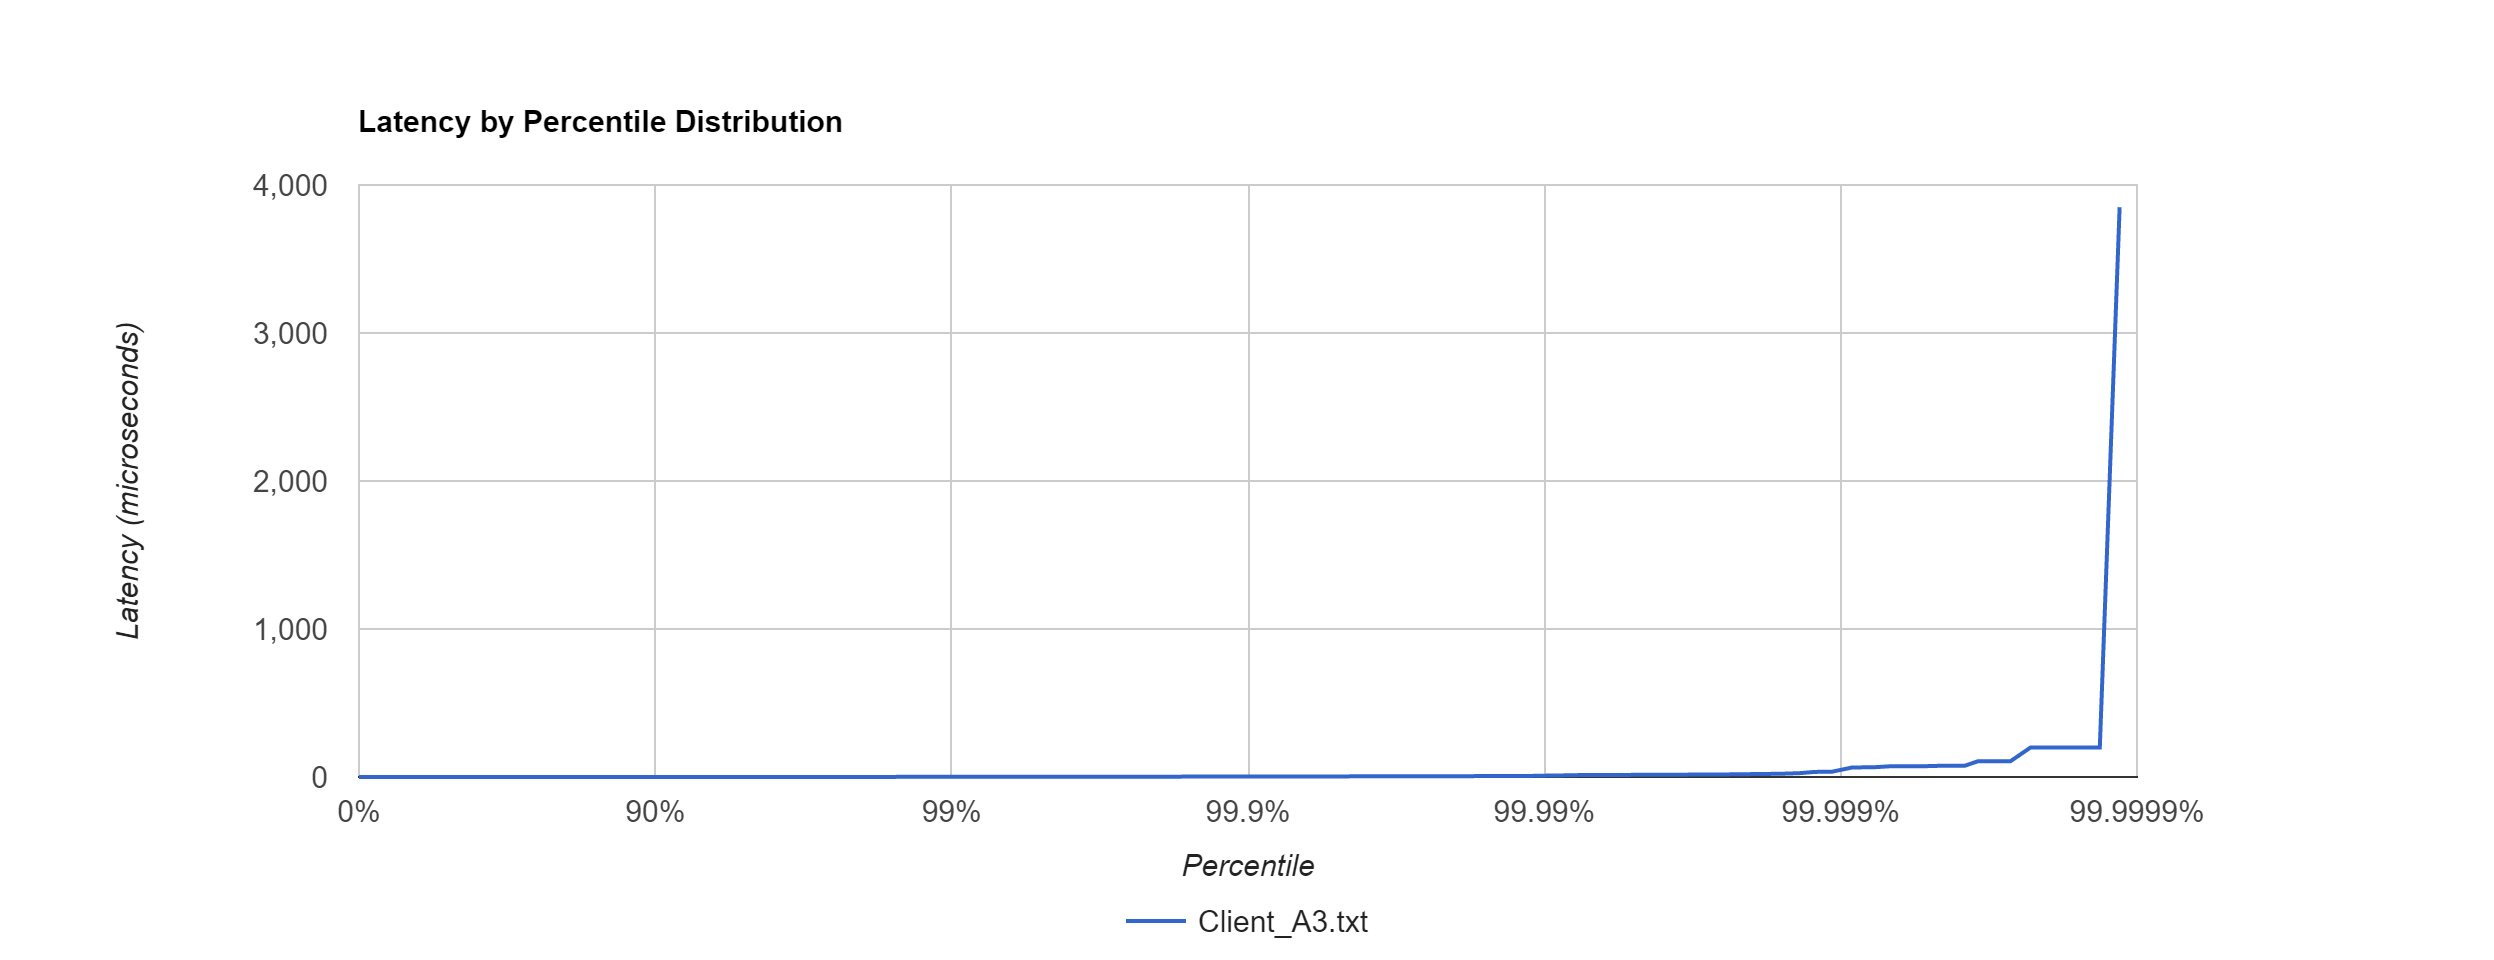 Latency by Percentile Distribution
4,000
3,000
2,000
1,000
0
Latency (microseconds)
0% 90% 99% 99.9% 99.99% 99.999% 99.9999%
Percentile
Client_A3.txt